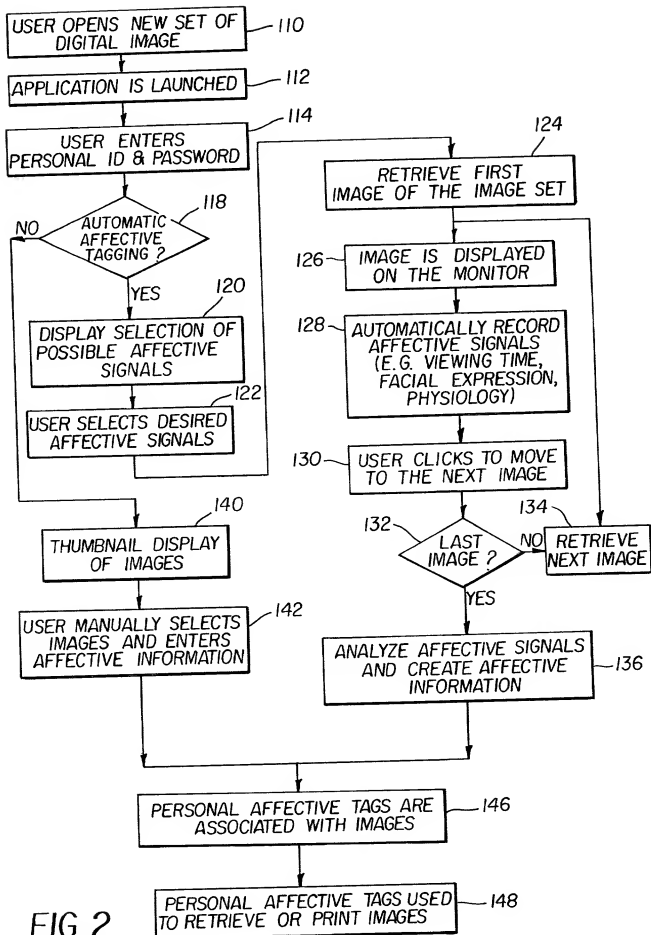 USER OPENS NEW SET OF
DIGITAL IMAGE
110
APPLICATION IS LAUNCHED
112
USER ENTERS
PERSONAL ID & PASSWORD
114
AUTOMATIC
AFFECTIVE
TAGGING ?
118
NO
YES
DISPLAY SELECTION OF
POSSIBLE AFFECTIVE
SIGNALS
120
USER SELECTS DESIRED
AFFECTIVE SIGNALS
122
RETRIEVE FIRST
IMAGE OF THE IMAGE SET
124
126
IMAGE IS DISPLAYED
ON THE MONITOR
128
AUTOMATICALLY RECORD
AFFECTIVE SIGNALS
(E.G. VIEWING TIME,
FACIAL EXPRESSION,
PHYSIOLOGY)
130
USER CLICKS TO MOVE
TO THE NEXT IMAGE
132
LAST
IMAGE ?
NO
YES
134
RETRIEVE
NEXT IMAGE
ANALYZE AFFECTIVE SIGNALS
AND CREATE AFFECTIVE
INFORMATION
136
140
THUMBNAIL DISPLAY
OF IMAGES
USER MANUALLY SELECTS
IMAGES AND ENTERS
AFFECTIVE INFORMATION
142
PERSONAL AFFECTIVE TAGS ARE
ASSOCIATED WITH IMAGES
146
PERSONAL AFFECTIVE TAGS USED
TO RETRIEVE OR PRINT IMAGES
148
FIG. 2